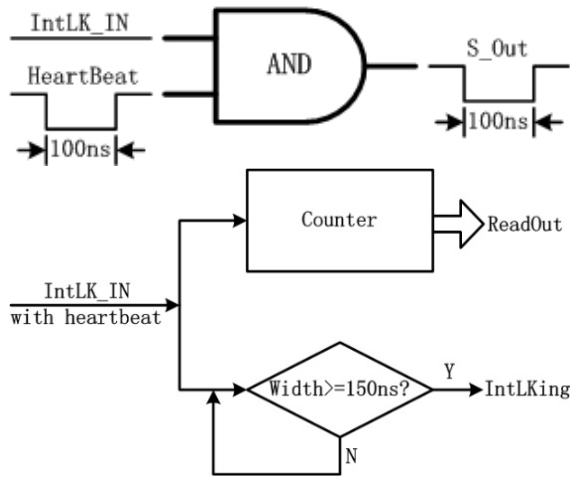 IntLK_IN
HeartBeat
100ns
AND
S_Out
100ns
Counter
ReadOut
IntLK_IN
with heartbeat
Width>=150ns?
Y
IntLKing
N